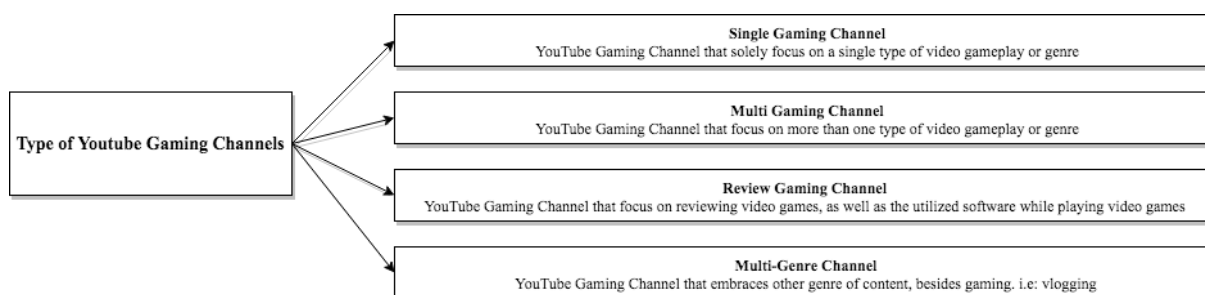 Type of Youtube Gaming Channels
Single Gaming Channel
YouTube Gaming Channel that solely focus on a single type of video gameplay or genre
Multi Gaming Channel
YouTube Gaming Channel that focus on more than one type of video gameplay or genre
Review Gaming Channel
YouTube Gaming Channel that focus on reviewing video games, as well as the utilized software while playing video games
Multi-Genre Channel
YouTube Gaming Channel that embraces other genre of content, besides gaming. i.e: vlogging